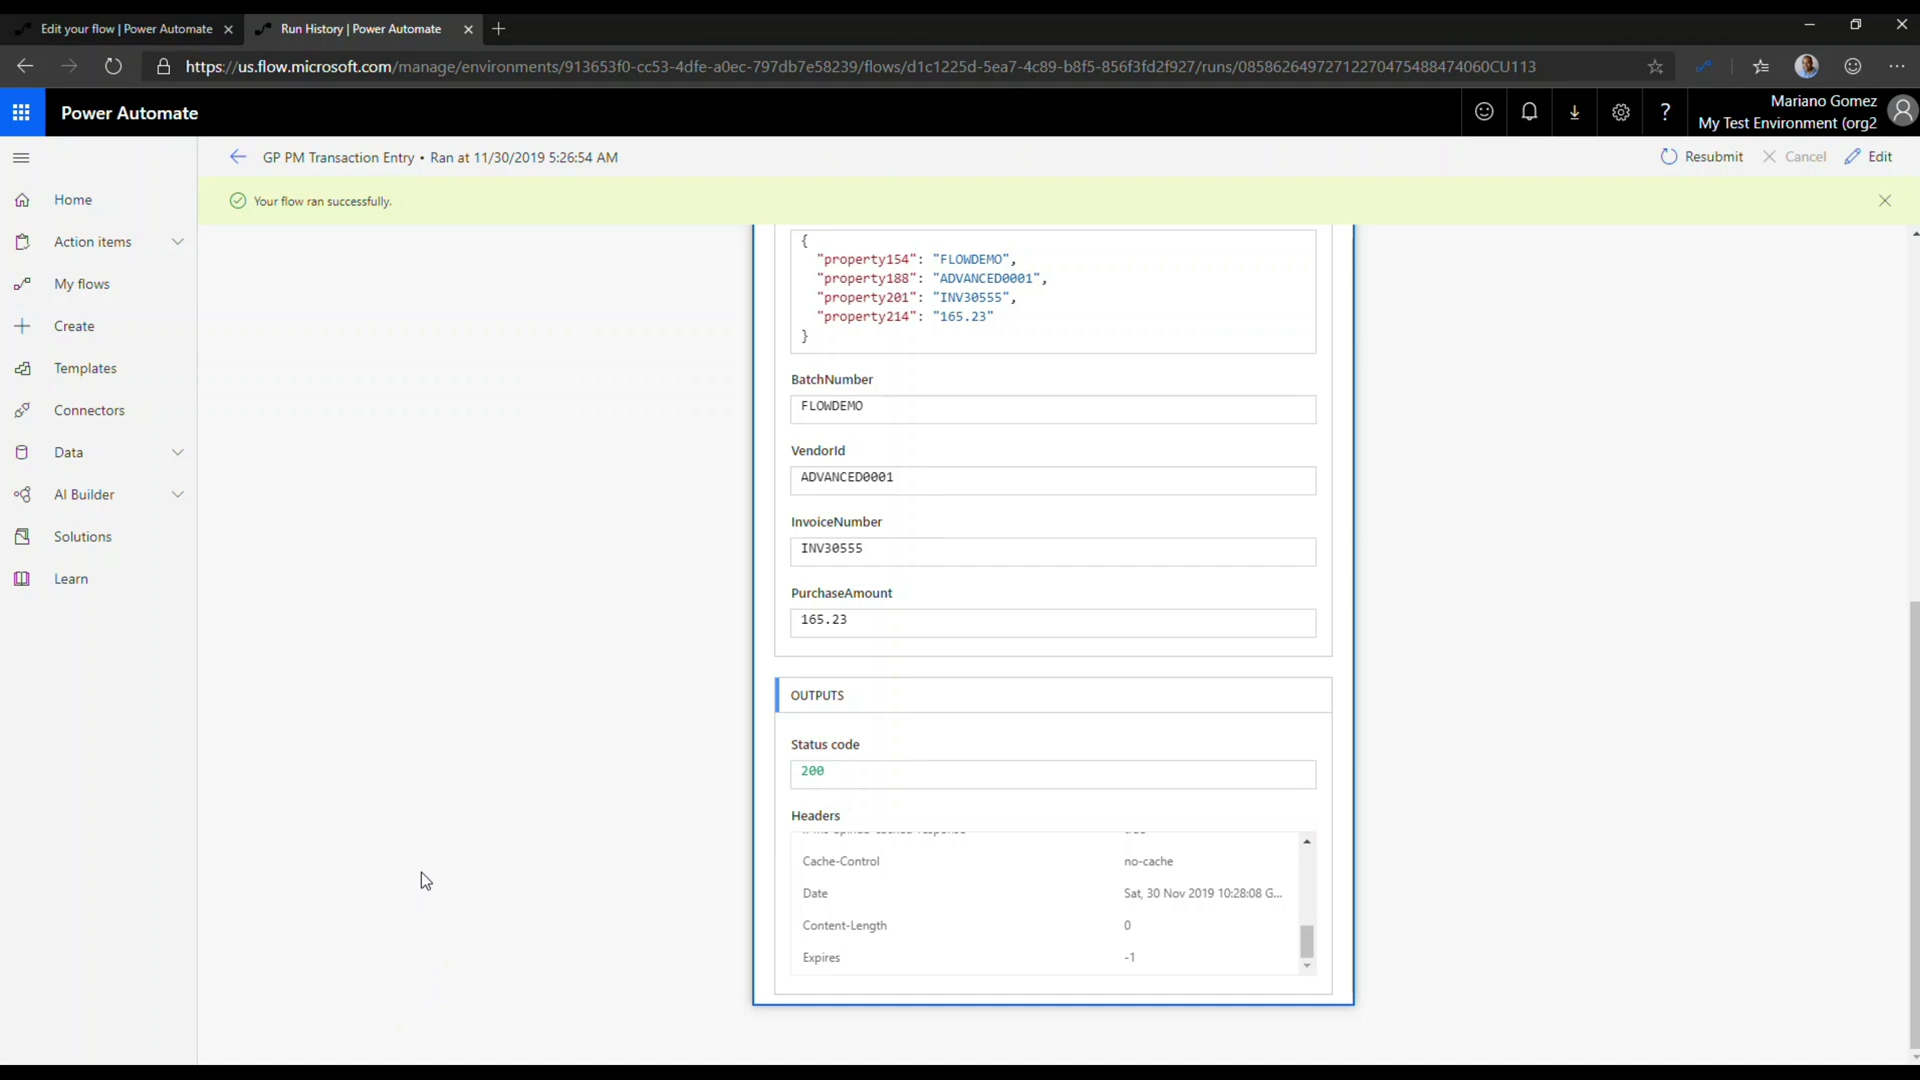 Edit your flow | Power Automate
Run History | Power Automate
https://us.flow.microsoft.com/manage/environments/913653f0-cc53-4dfe-a0ec-797db7e58239/flows/d1c1225d-5ea7-4c89-b8f5-856f3fd2f927/runs/08586264972712270475488474060CU113
Power Automate
Mariano Gomez
My Test Environment (org2
GP PM Transaction Entry • Ran at 11/30/2019 5:26:54 AM
Resubmit
Cancel
Edit
Your flow ran successfully.
Home
Action items
My flows
Create
Templates
Connectors
Data
AI Builder
Solutions
Learn
{
"property154": "FLOWDEMO",
"property188": "ADVANCED0001",
"property201": "INV30555",
"property214": "165.23"
}
BatchNumber
FLOWDEMO
VendorId
ADVANCED0001
InvoiceNumber
INV30555
PurchaseAmount
165.23
OUTPUTS
Status code
200
Headers
Cache-Control no-cache
Date Sat, 30 Nov 2019 10:28:08 G...
Content-Length 0
Expires -1